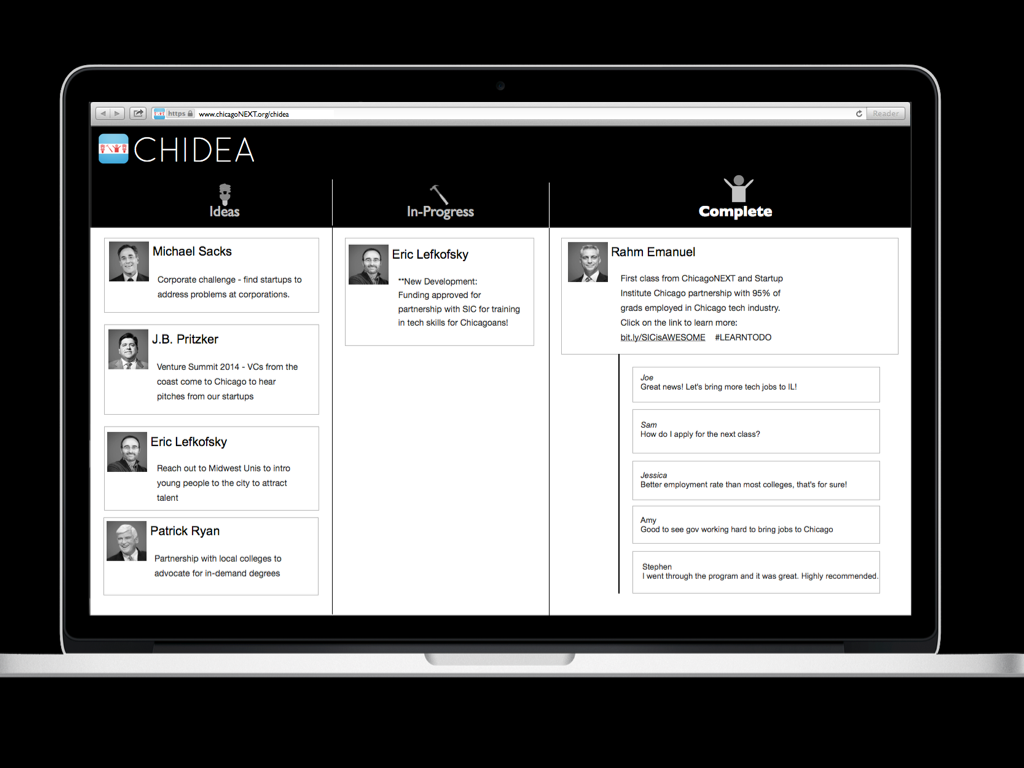 https www.chicagoNEXT.org/chidea
Reader
CHIDEA
Ideas
In-Progress
Complete
Michael Sacks
Corporate challenge - find startups to
address problems at corporations.
J.B. Pritzker
Venture Summit 2014 - VCs from the
coast come to Chicago to hear
pitches from our startups
Eric Lefkofsky
Reach out to Midwest Unis to intro
young people to the city to attract
talent
Patrick Ryan
Partnership with local colleges to
advocate for in-demand degrees
Eric Lefkofsky
**New Development:
Funding approved for
partnership with SIC for training
in tech skills for Chicagoans!
Rahm Emanuel
First class from ChicagoNEXT and Startup
Institute Chicago partnership with 95% of
grads employed in Chicago tech industry.
Click on the link to learn more:
bit.ly/SICisAWESOME #LEARNTODO
Joe
Great news! Let's bring more tech jobs to IL!
Sam
How do I apply for the next class?
Jessica
Better employment rate than most colleges, that's for sure!
Amy
Good to see gov working hard to bring jobs to Chicago
Stephen
I went through the program and it was great. Highly recommended.